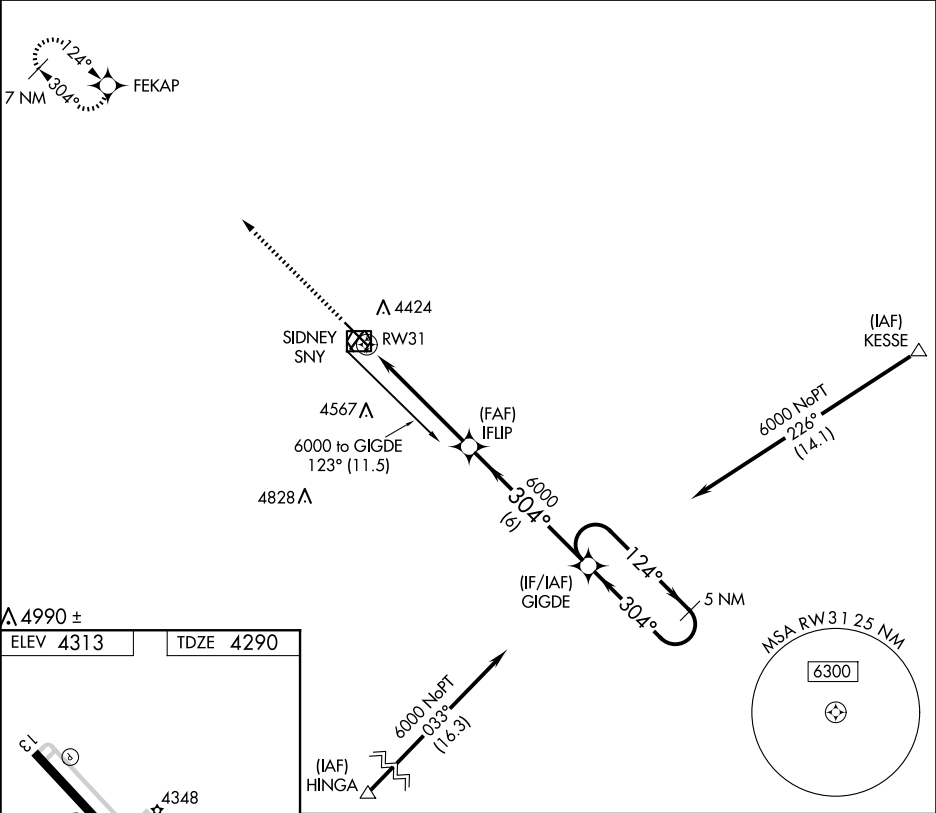 124°
304°
7 NM
FEKAP
4424
SIDNEY
SNY
RW31
(IAF)
KESSE
6000 NoPT
226°
(14.1)
4567
6000 to GIGDE
123° (11.5)
(FAF)
IFLIP
4828
6000
304°
(6)
(IF/IAF)
GIGDE
124°
304°
5 NM
4990 ±
ELEV 4313
TDZE 4290
MSA RW31 25 NM
6300
6000 NoPT
033°
(16.3)
(IAF)
HINGA
13
P
4348